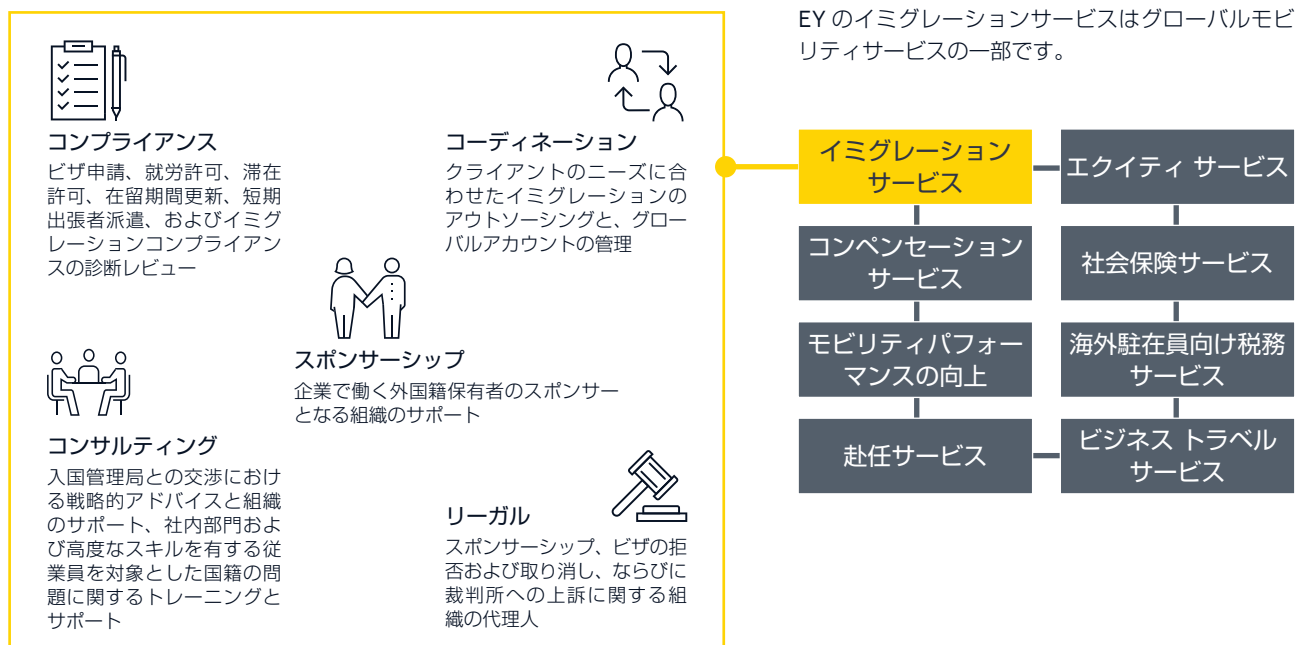 EY のイミグレーションサービスはグローバルモビ
リティサービスの一部です。
コンプライアンス
ビザ申請、就労許可、滞在
許可、在留期間更新、短期
出張者派遣、およびイミグ
レーションコンプライアン
スの診断レビュー
コーディネーション
クライアントのニーズに合
わせたイミグレーションの
アウトソーシングと、グロー
バルアカウントの管理
スポンサーシップ
企業で働く外国籍保有者のスポンサー
となる組織のサポート
コンサルティング
入国管理局との交渉におけ
る戦略的アドバイスと組織
のサポート、社内部門およ
び高度なスキルを有する従
業員を対象とした国籍の問
題に関するトレーニングと
サポート
リーガル
スポンサーシップ、ビザの拒
否および取り消し、ならびに
裁判所への上訴に関する組
織の代理人
イミグレーション
サービス
エクイティ サービス
コンペンセーション
サービス
社会保険サービス
モビリティパフォー
マンスの向上
海外駐在員向け税務
サービス
赴任サービス
ビジネス トラベル
サービス